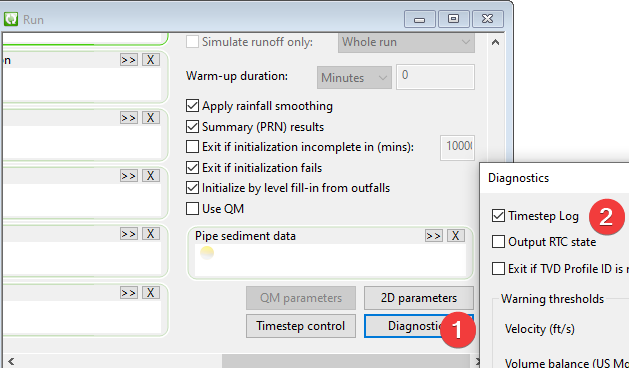 Run
on
>> X
Simulate runoff only: Whole run
Warm-up duration: Minutes 0
>> X
Apply rainfall smoothing
Summary (PRN) results
Exit if initialization incomplete in (mins): 1000
>> X
Exit if initialization fails
Initialize by level fill-in from outfalls
Use QM
>> X
Pipe sediment data >> X
>> X
QM parameters 2D parameters
Timestep control Diagnostic 1
Diagnostics
Timestep Log 2
Output RTC state
Exit if TVD Profile ID is
Warning thresholds
Velocity (ft/s)
Volume balance (US M